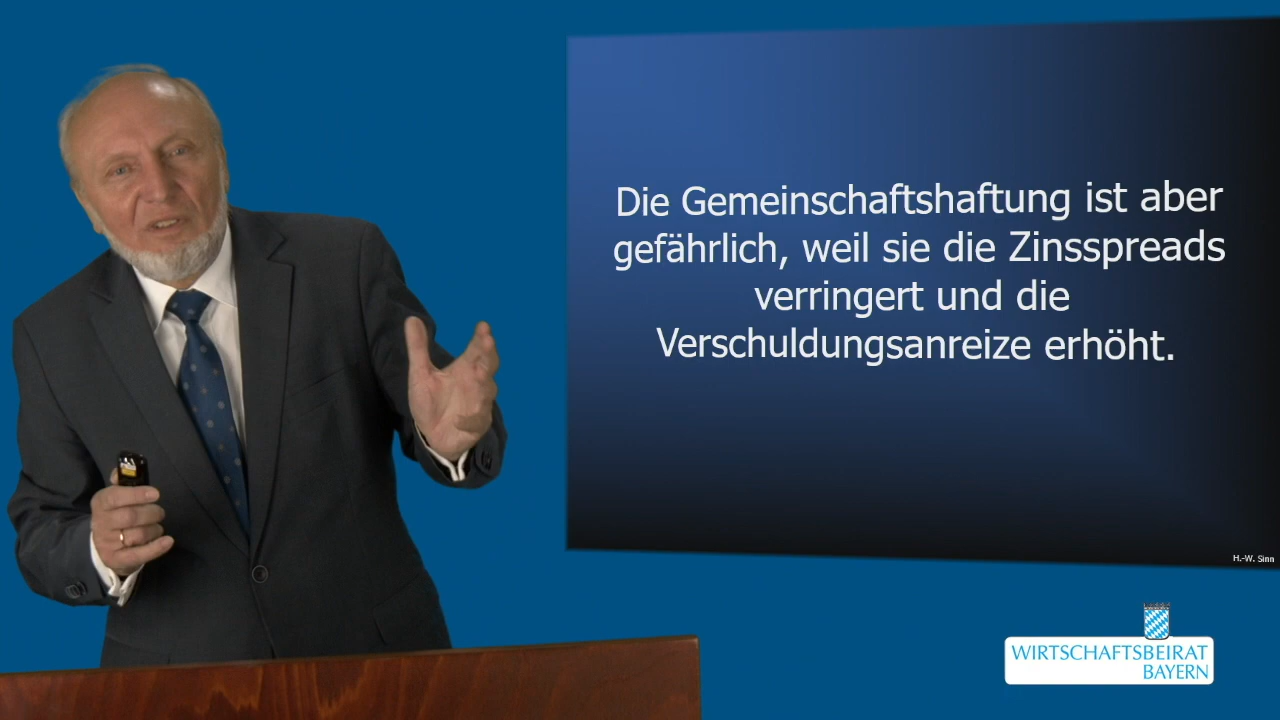 Die Gemeinschaftshaftung ist aber
gefährlich, weil sie die Zinsspreads
verringert und die
Verschuldungsanreize erhöht.
H.-W. Sinn
WIRTSCHAFTSBEIRAT
BAYERN